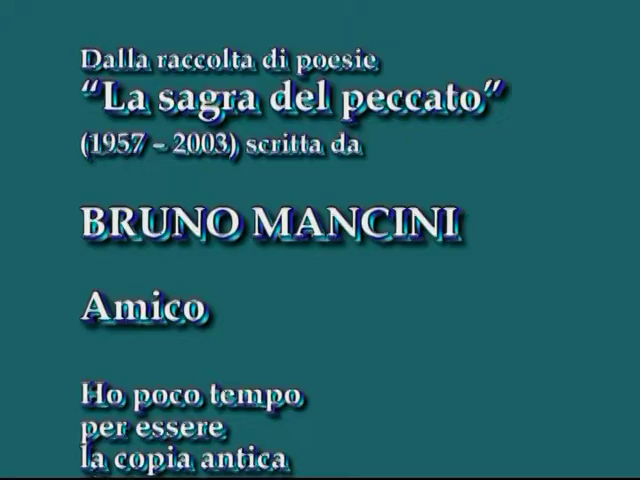 Dalla raccolta di poesie
“La sagra del peccato”
(1957 – 2003) scritta da
BRUNO MANCINI
Amico
Ho poco tempo
per essere
la copia antica